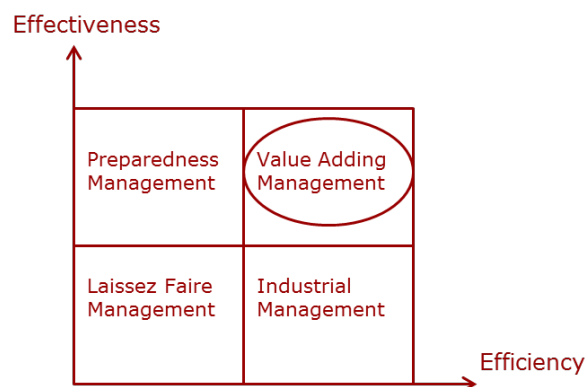 Effectiveness
Preparedness
Management
Value Adding
Management
Laissez Faire
Management
Industrial
Management
Efficiency